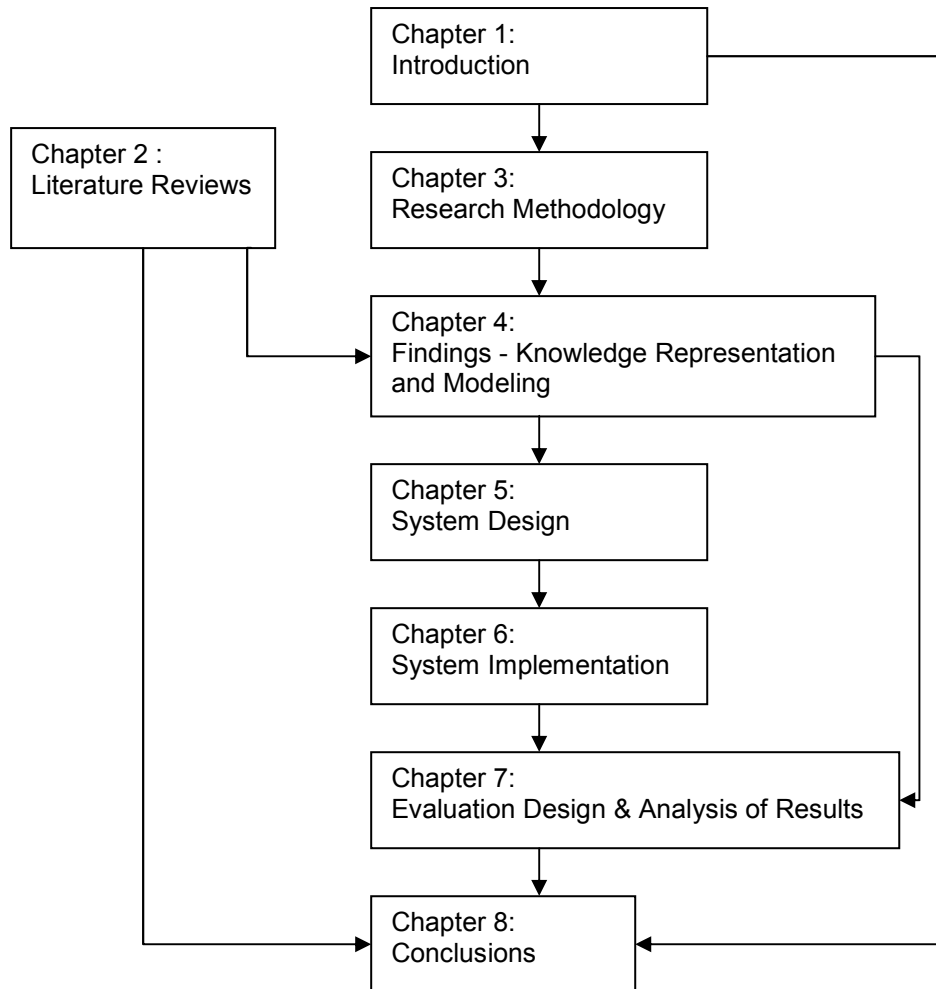 Chapter 1:
Introduction
Chapter 2 :
Literature Reviews
Chapter 3:
Research Methodology
Chapter 4:
Findings - Knowledge Representation
and Modeling
Chapter 5:
System Design
Chapter 6:
System Implementation
Chapter 7:
Evaluation Design & Analysis of Results
Chapter 8:
Conclusions